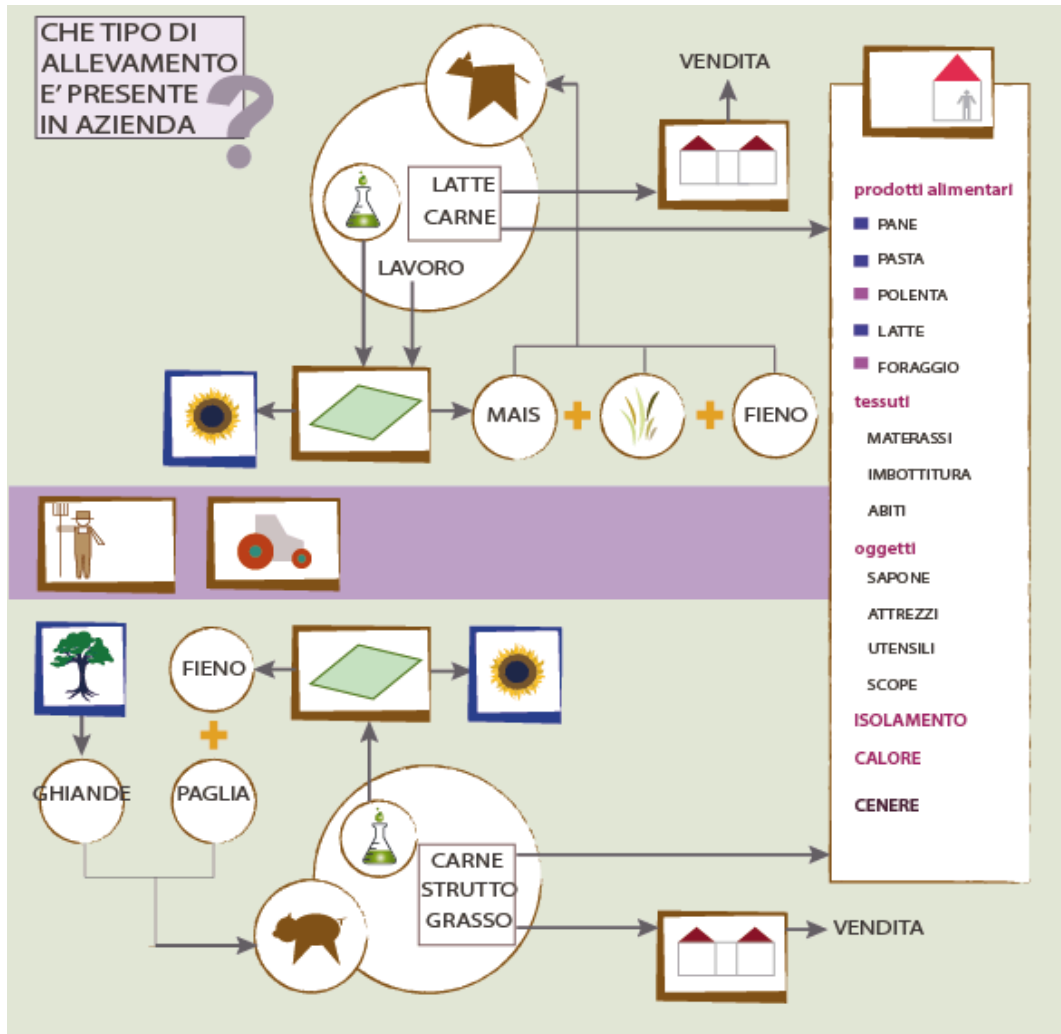 CHE TIPO DI
ALLEVAMENTO
E' PRESENTE
IN AZIENDA
?
VENDITA
LATTE
CARNE
LAVORO
MAIS
FIENO
prodotti alimentari
PANE
PASTA
POLENTA
LATTE
FORAGGIO
tessuti
MATERASSI
IMBOTTITURA
ABITI
oggetti
SAPONE
ATTREZZI
UTENSILI
SCOPE
ISOLAMENTO
CALORE
CENERE
FIENO
GHIANDE
PAGLIA
CARNE
STRUTTO
GRASSO
VENDITA